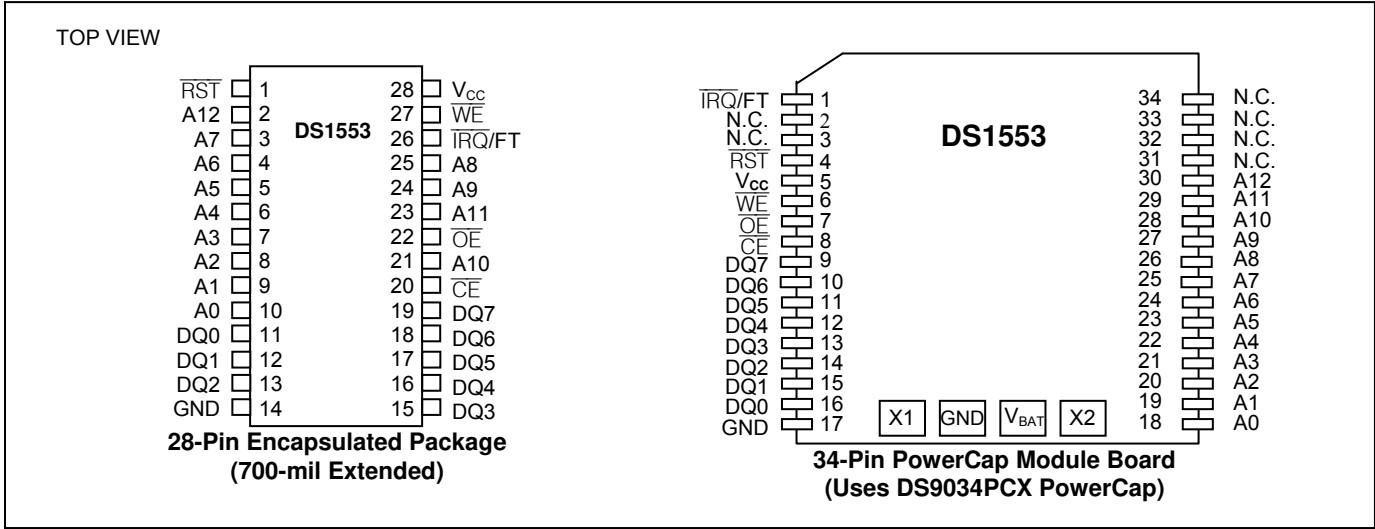 TOP VIEW
RST 1 28 VCC
A12 2 27 WE
A7 3 DS1553 26 IRQ/FT
A6 4 25 A8
A5 5 24 A9
A4 6 23 A11
A3 7 22 OE
A2 8 21 A10
A1 9 20 CE
A0 10 19 DQ7
DQ0 11 18 DQ6
DQ1 12 17 DQ5
DQ2 13 16 DQ4
GND 14 15 DQ3
28-Pin Encapsulated Package
(700-mil Extended)
IRQ/FT 1 34 N.C.
N.C. 2 33 N.C.
N.C. 3 DS1553 32 N.C.
RST 4 31 N.C.
VCC 5 30 A12
WE 6 29 A11
OE 7 28 A10
CE 8 27 A9
DQ7 9 26 A8
DQ6 10 25 A7
DQ5 11 24 A6
DQ4 12 23 A5
DQ3 13 22 A4
DQ2 14 21 A3
DQ1 15 20 A2
DQ0 16 19 A1
GND 17 X1 GND VBAT X2 18 A0
34-Pin PowerCap Module Board
(Uses DS9034PCX PowerCap)